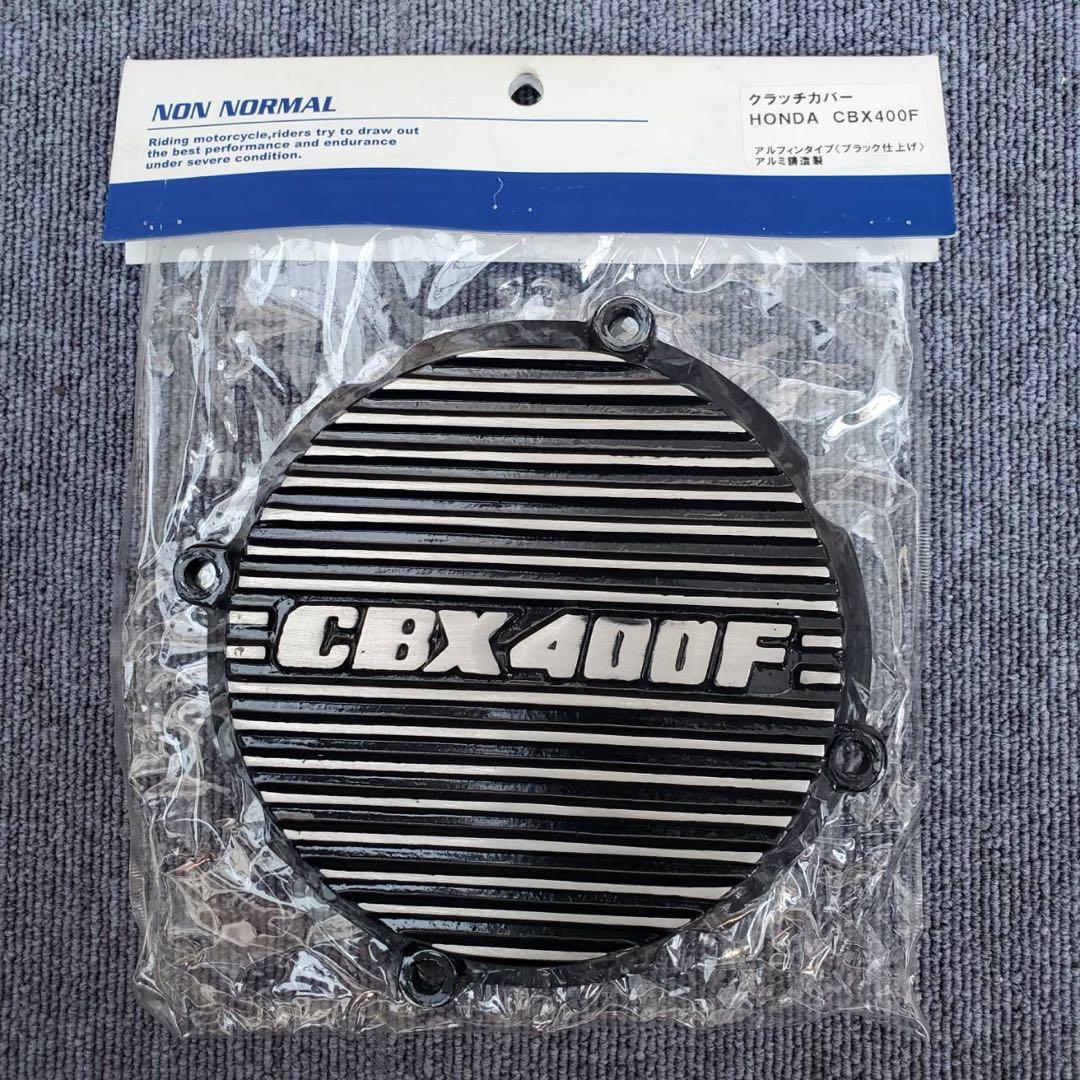 NON NORMAL
Riding motorcycle,riders try to draw out
the best performance and endurance
under severe condition.
クラッチカバー
HONDA CBX400F
アルフィンタイプ〈ブラック仕上げ〉
アルミ鋳造製
CBX400F